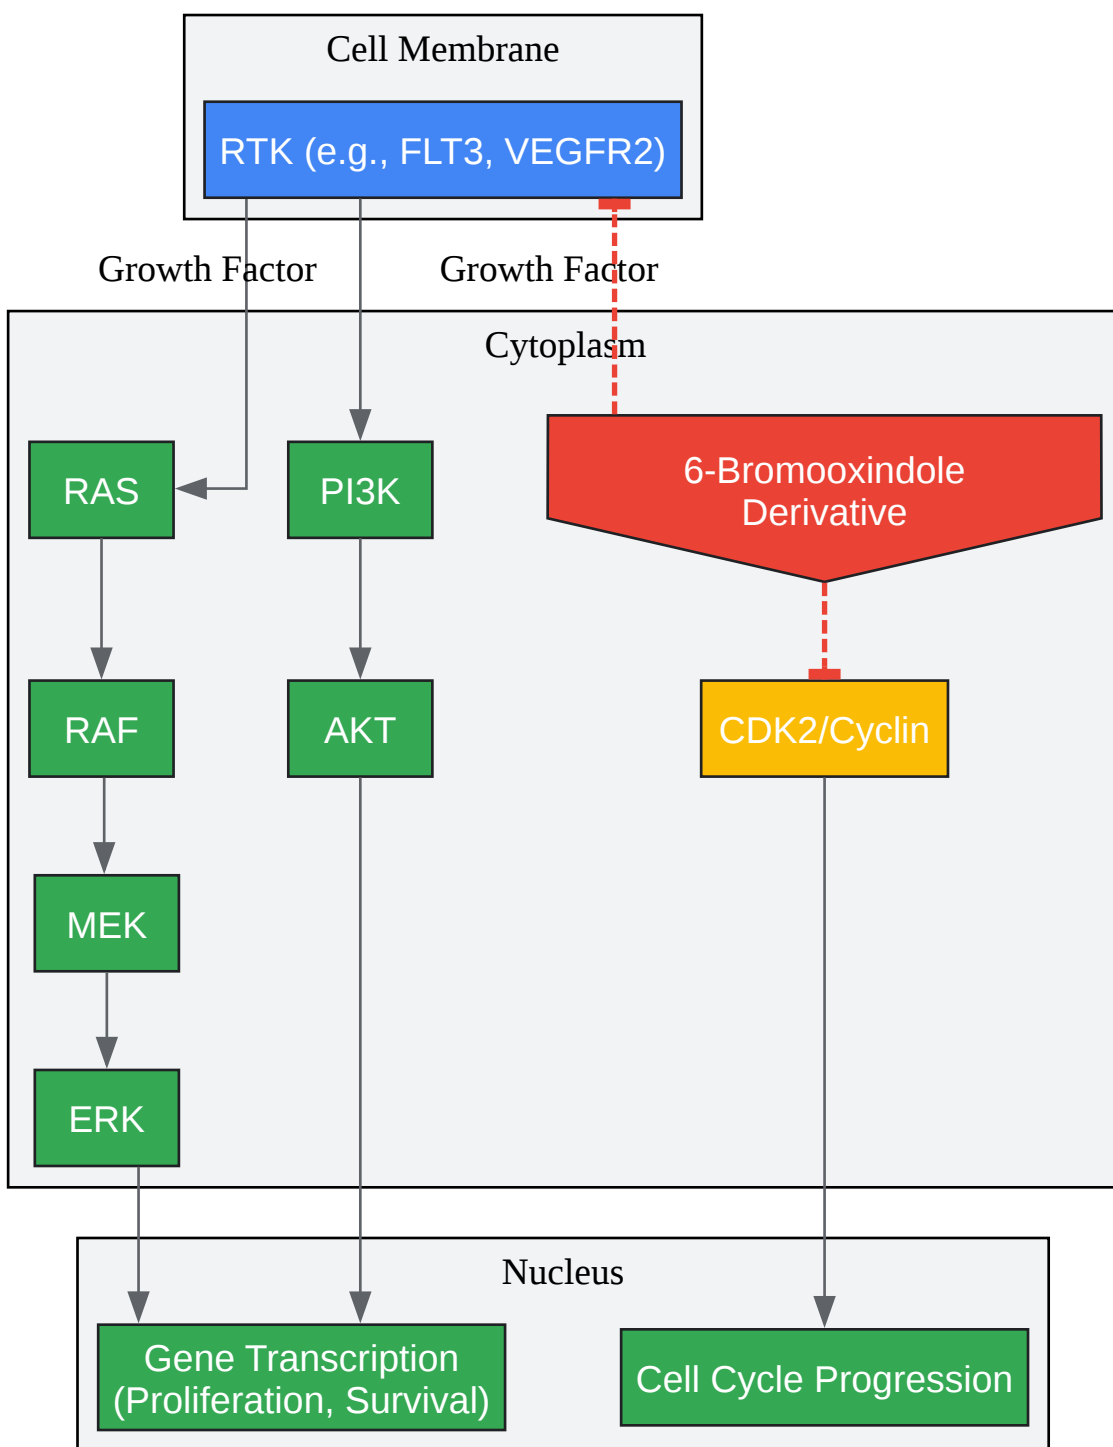 Cell Membrane
RTK (e.g., FLT3, VEGFR2)
Growth Factor
Growth Factor
Cytoplasm
RAS
PI3K
6-Bromooxindole
Derivative
RAF
AKT
CDK2/Cyclin
MEK
ERK
Nucleus
Gene Transcription
(Proliferation, Survival)
Cell Cycle Progression